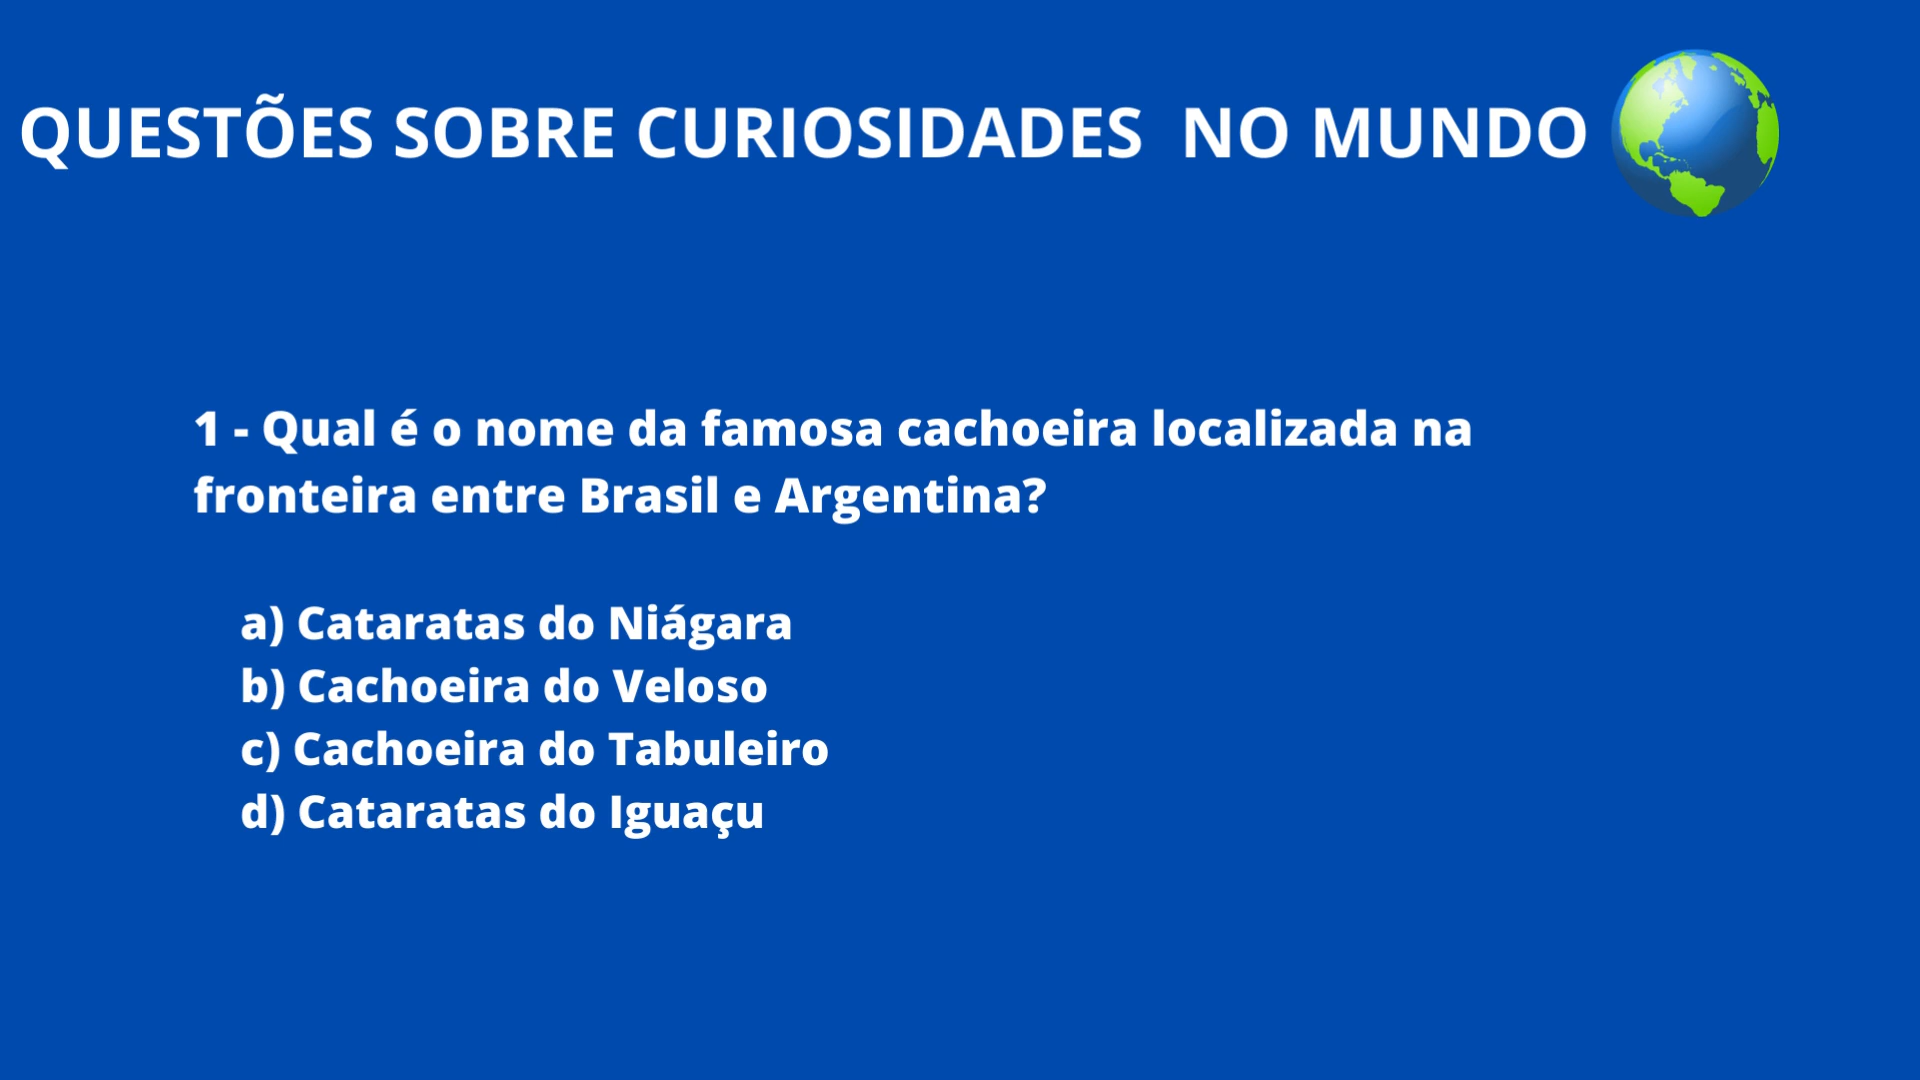 QUESTÕES SOBRE CURIOSIDADES  NO MUNDO
1 - Qual é o nome da famosa cachoeira localizada na
fronteira entre Brasil e Argentina?
a) Cataratas do Niágara
b) Cachoeira do Veloso
c) Cachoeira do Tabuleiro
d) Cataratas do Iguaçu